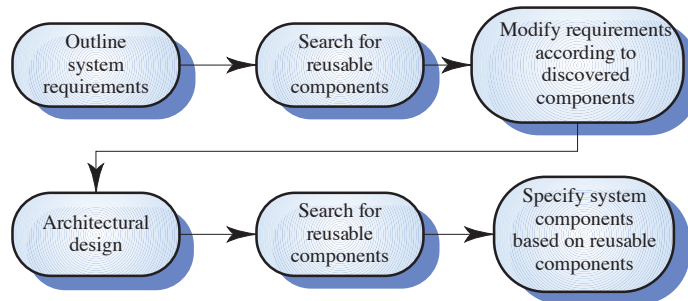 Outline
system
requirements
Search for
reusable
components
Modify requirements
according to
discovered
components
Architectural
design
Search for
reusable
components
Specify system
components
based on reusable
components